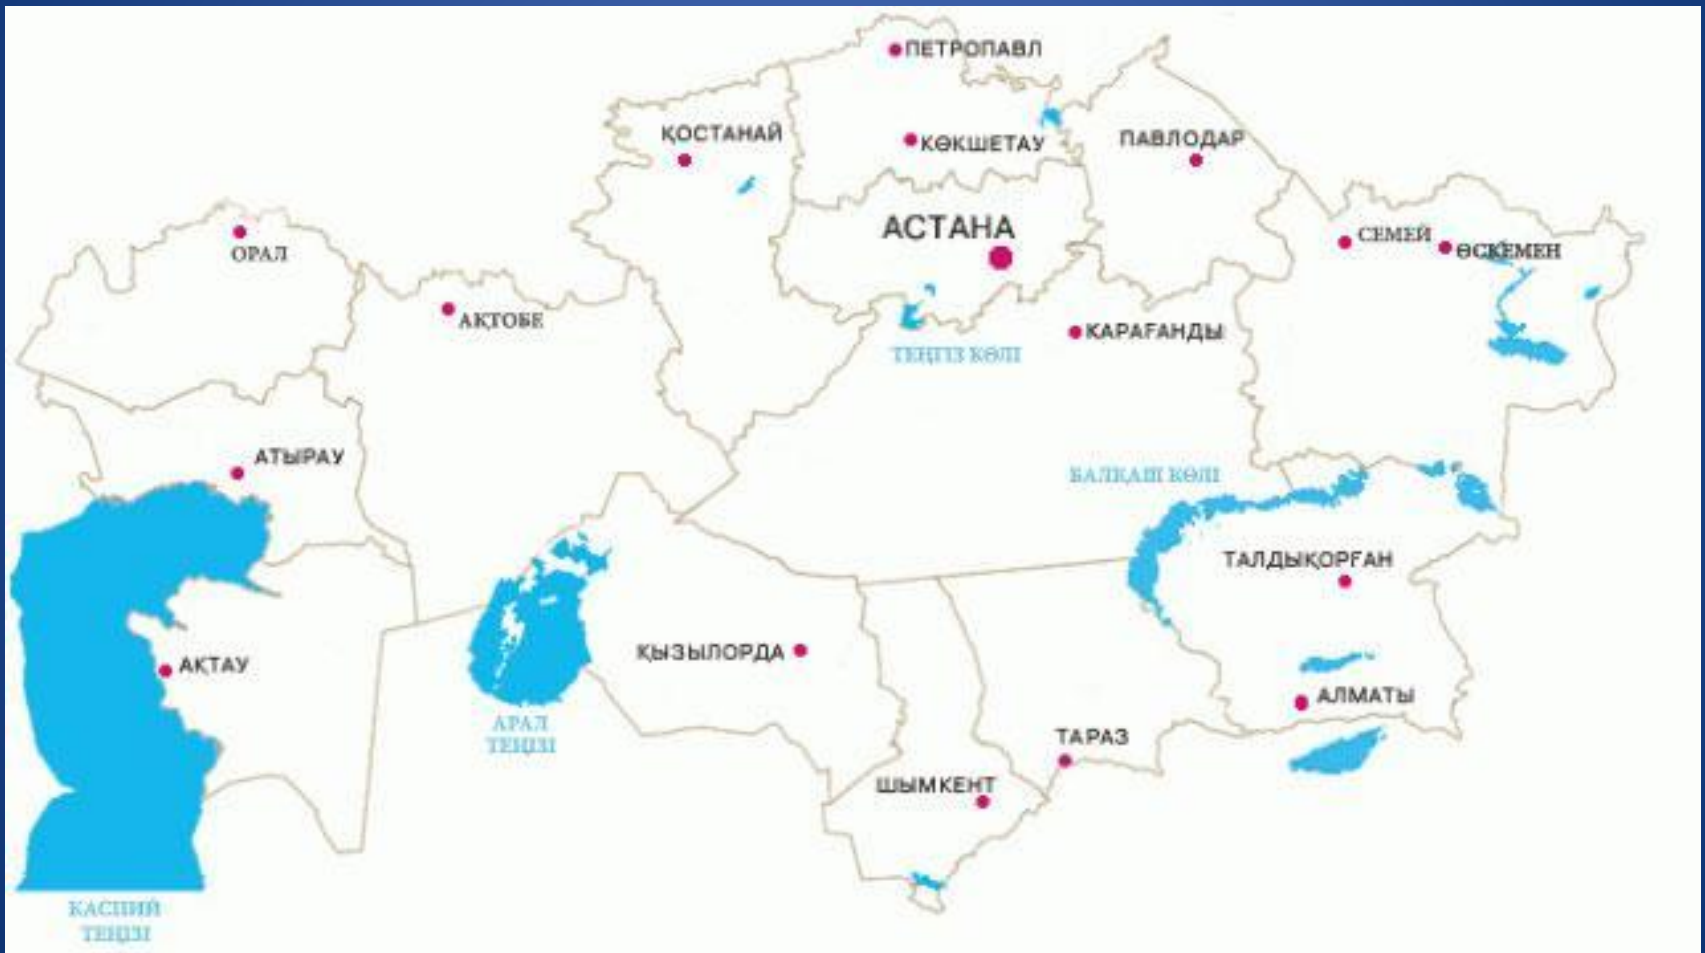 ПЕТРОПАВЛ
ҚОСТАНАЙ
КӨКШЕТАУ
ПАВЛОДАР
АСТАНА
СЕМЕЙ
ӨСКЕМЕН
ОРАЛ
АҚТОБЕ
ҚАРАҒАНДЫ
ТЕҢГІЗ КӨЛІ
АТЫРАУ
БАЛҚАШ КӨЛІ
ТАЛДЫҚОРҒАН
ҚЫЗЫЛОРДА
АҚТАУ
АЛМАТЫ
АРАЛ
ТЕҢІЗІ
ТАРАЗ
ШЫМКЕНТ
КАСПИЙ
ТЕҢІЗІ